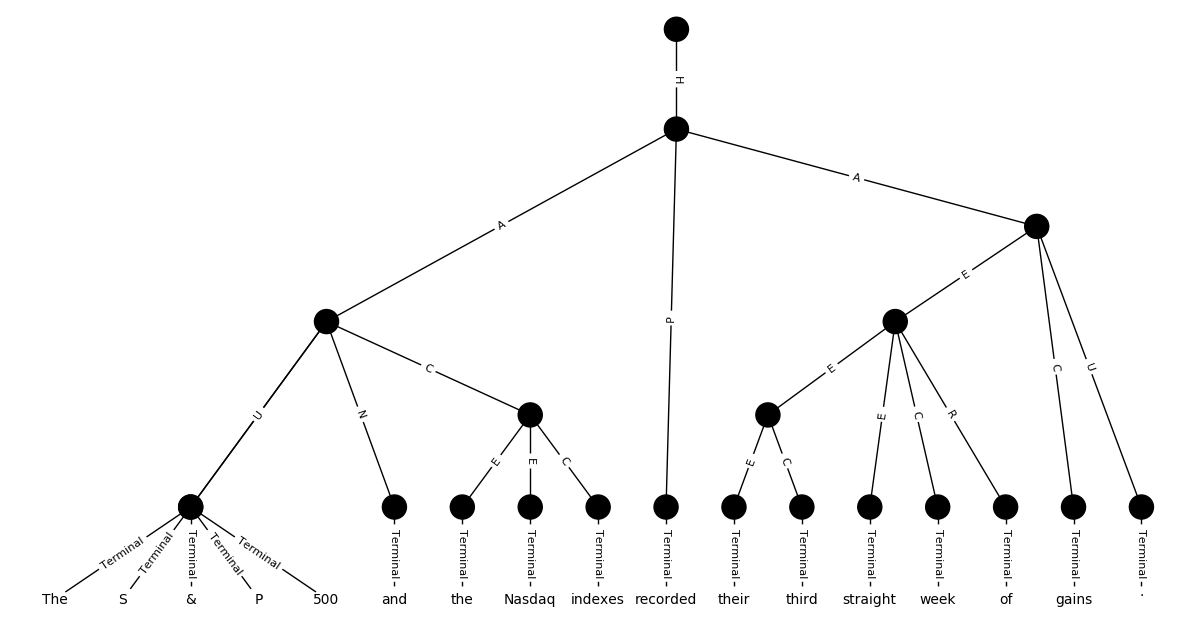 H
A
A
E
U
N
C
P
E
E
C
R
C
U
E
E
C
E
C
Terminal Terminal Terminal Terminal Terminal Terminal Terminal Terminal Terminal Terminal Terminal Terminal Terminal Terminal Terminal Terminal Terminal
The S & P 500 and the Nasdaq indexes recorded their third straight week of gains .